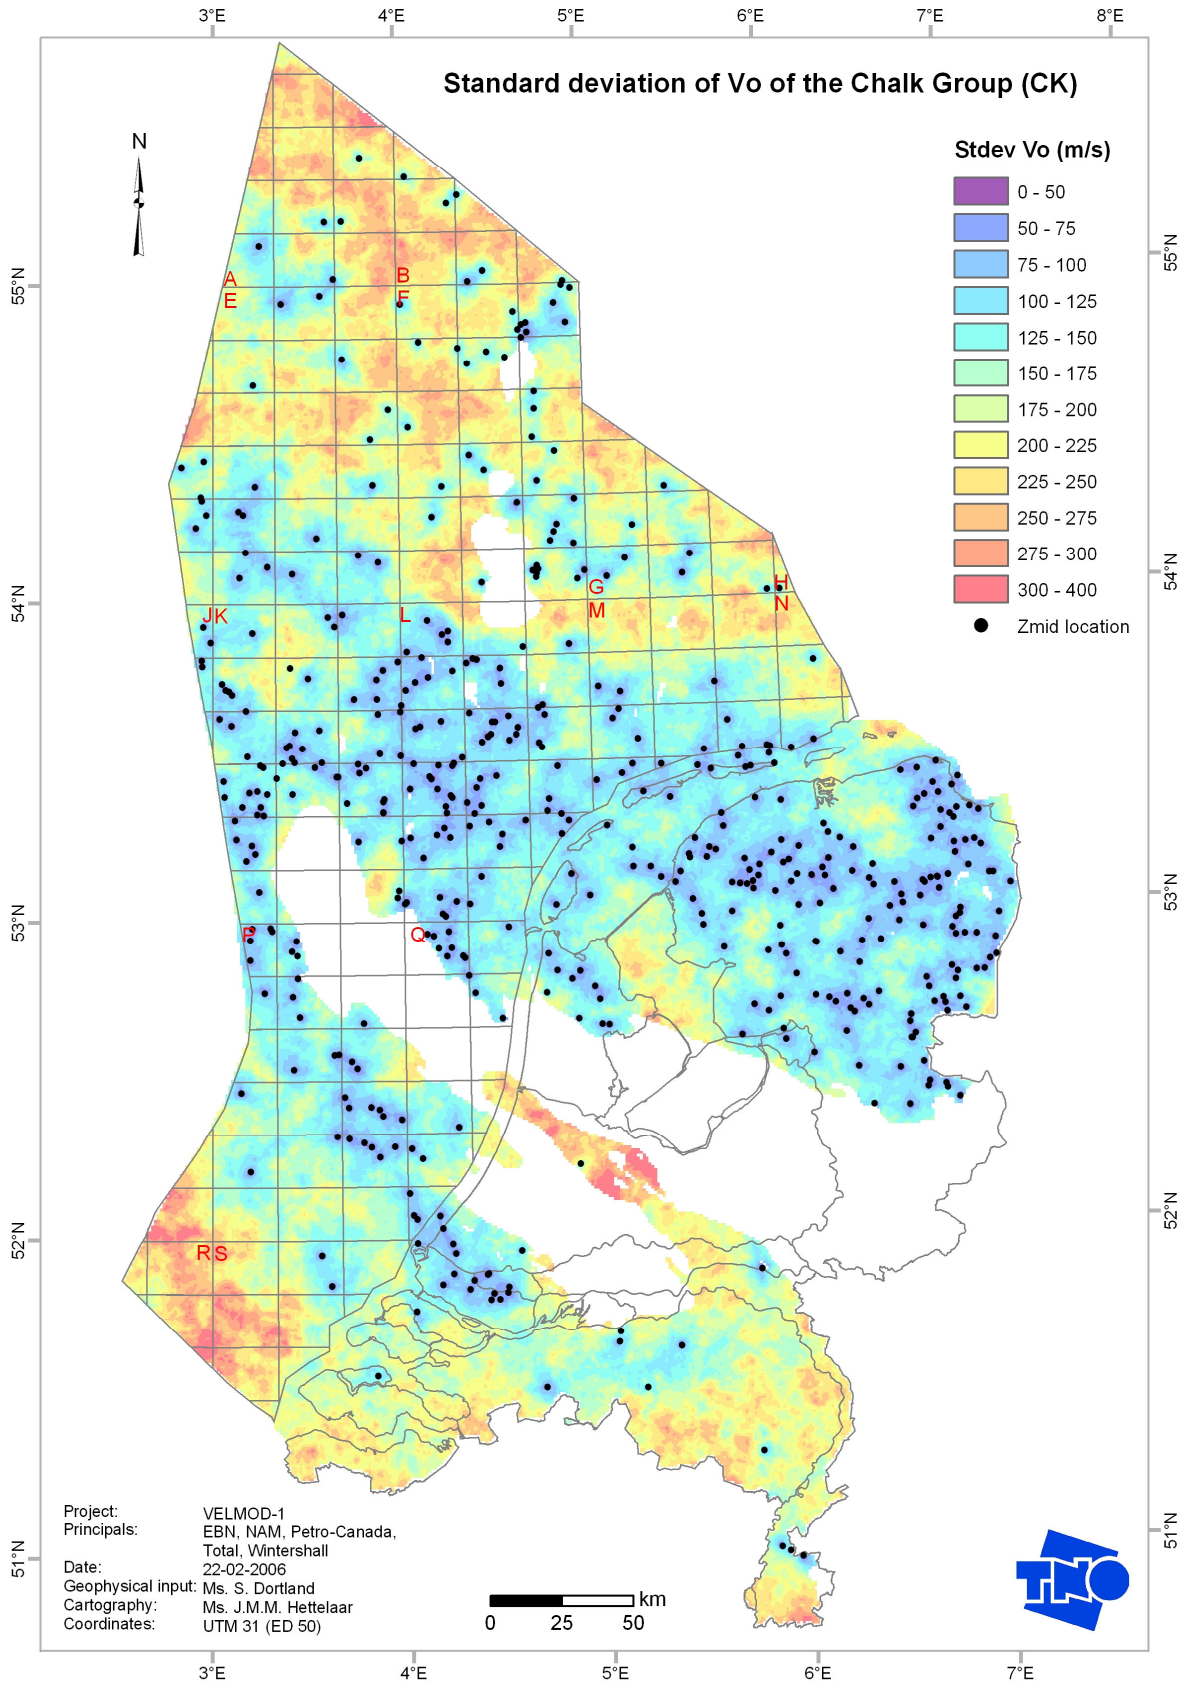 3°E 4°E 5°E 6°E 7°E 8°E
Standard deviation of Vo of the Chalk Group (CK)
N
Stdev Vo (m/s)
0 - 50
50 - 75
75 - 100
100 - 125
125 - 150
150 - 175
175 - 200
200 - 225
225 - 250
250 - 275
275 - 300
300 - 400
Zmid location
55°N
55°N
A B
E F
54°N
54°N
G H
M N
J K L
53°N
53°N
P Q
52°N
52°N
R S
51°N
51°N
Project: VELMOD-1
Principals: EBN, NAM, Petro-Canada,
Total, Wintershall
Date: 22-02-2006
Geophysical input: Ms. S. Dortland
Cartography: Ms. J.M.M. Hettelaar
Coordinates: UTM 31 (ED 50)
km
0 25 50
TNO
3°E 4°E 5°E 6°E 7°E